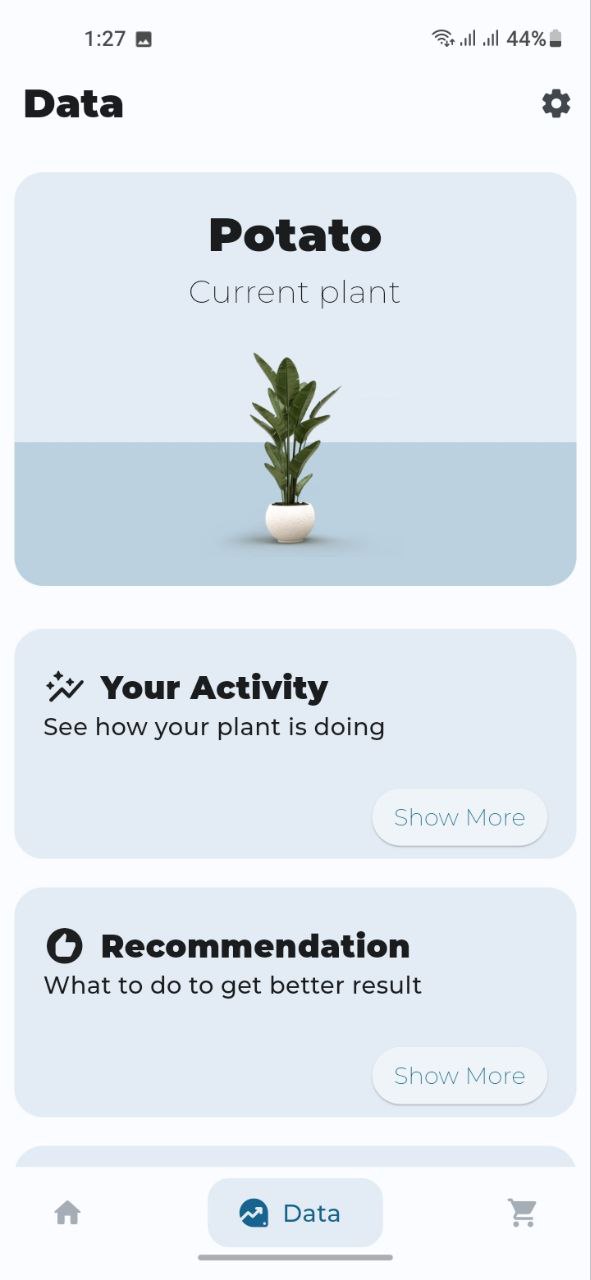 1:27
44%
Data
Potato
Current plant
Your Activity
See how your plant is doing
Show More
Recommendation
What to do to get better result
Show More
Data